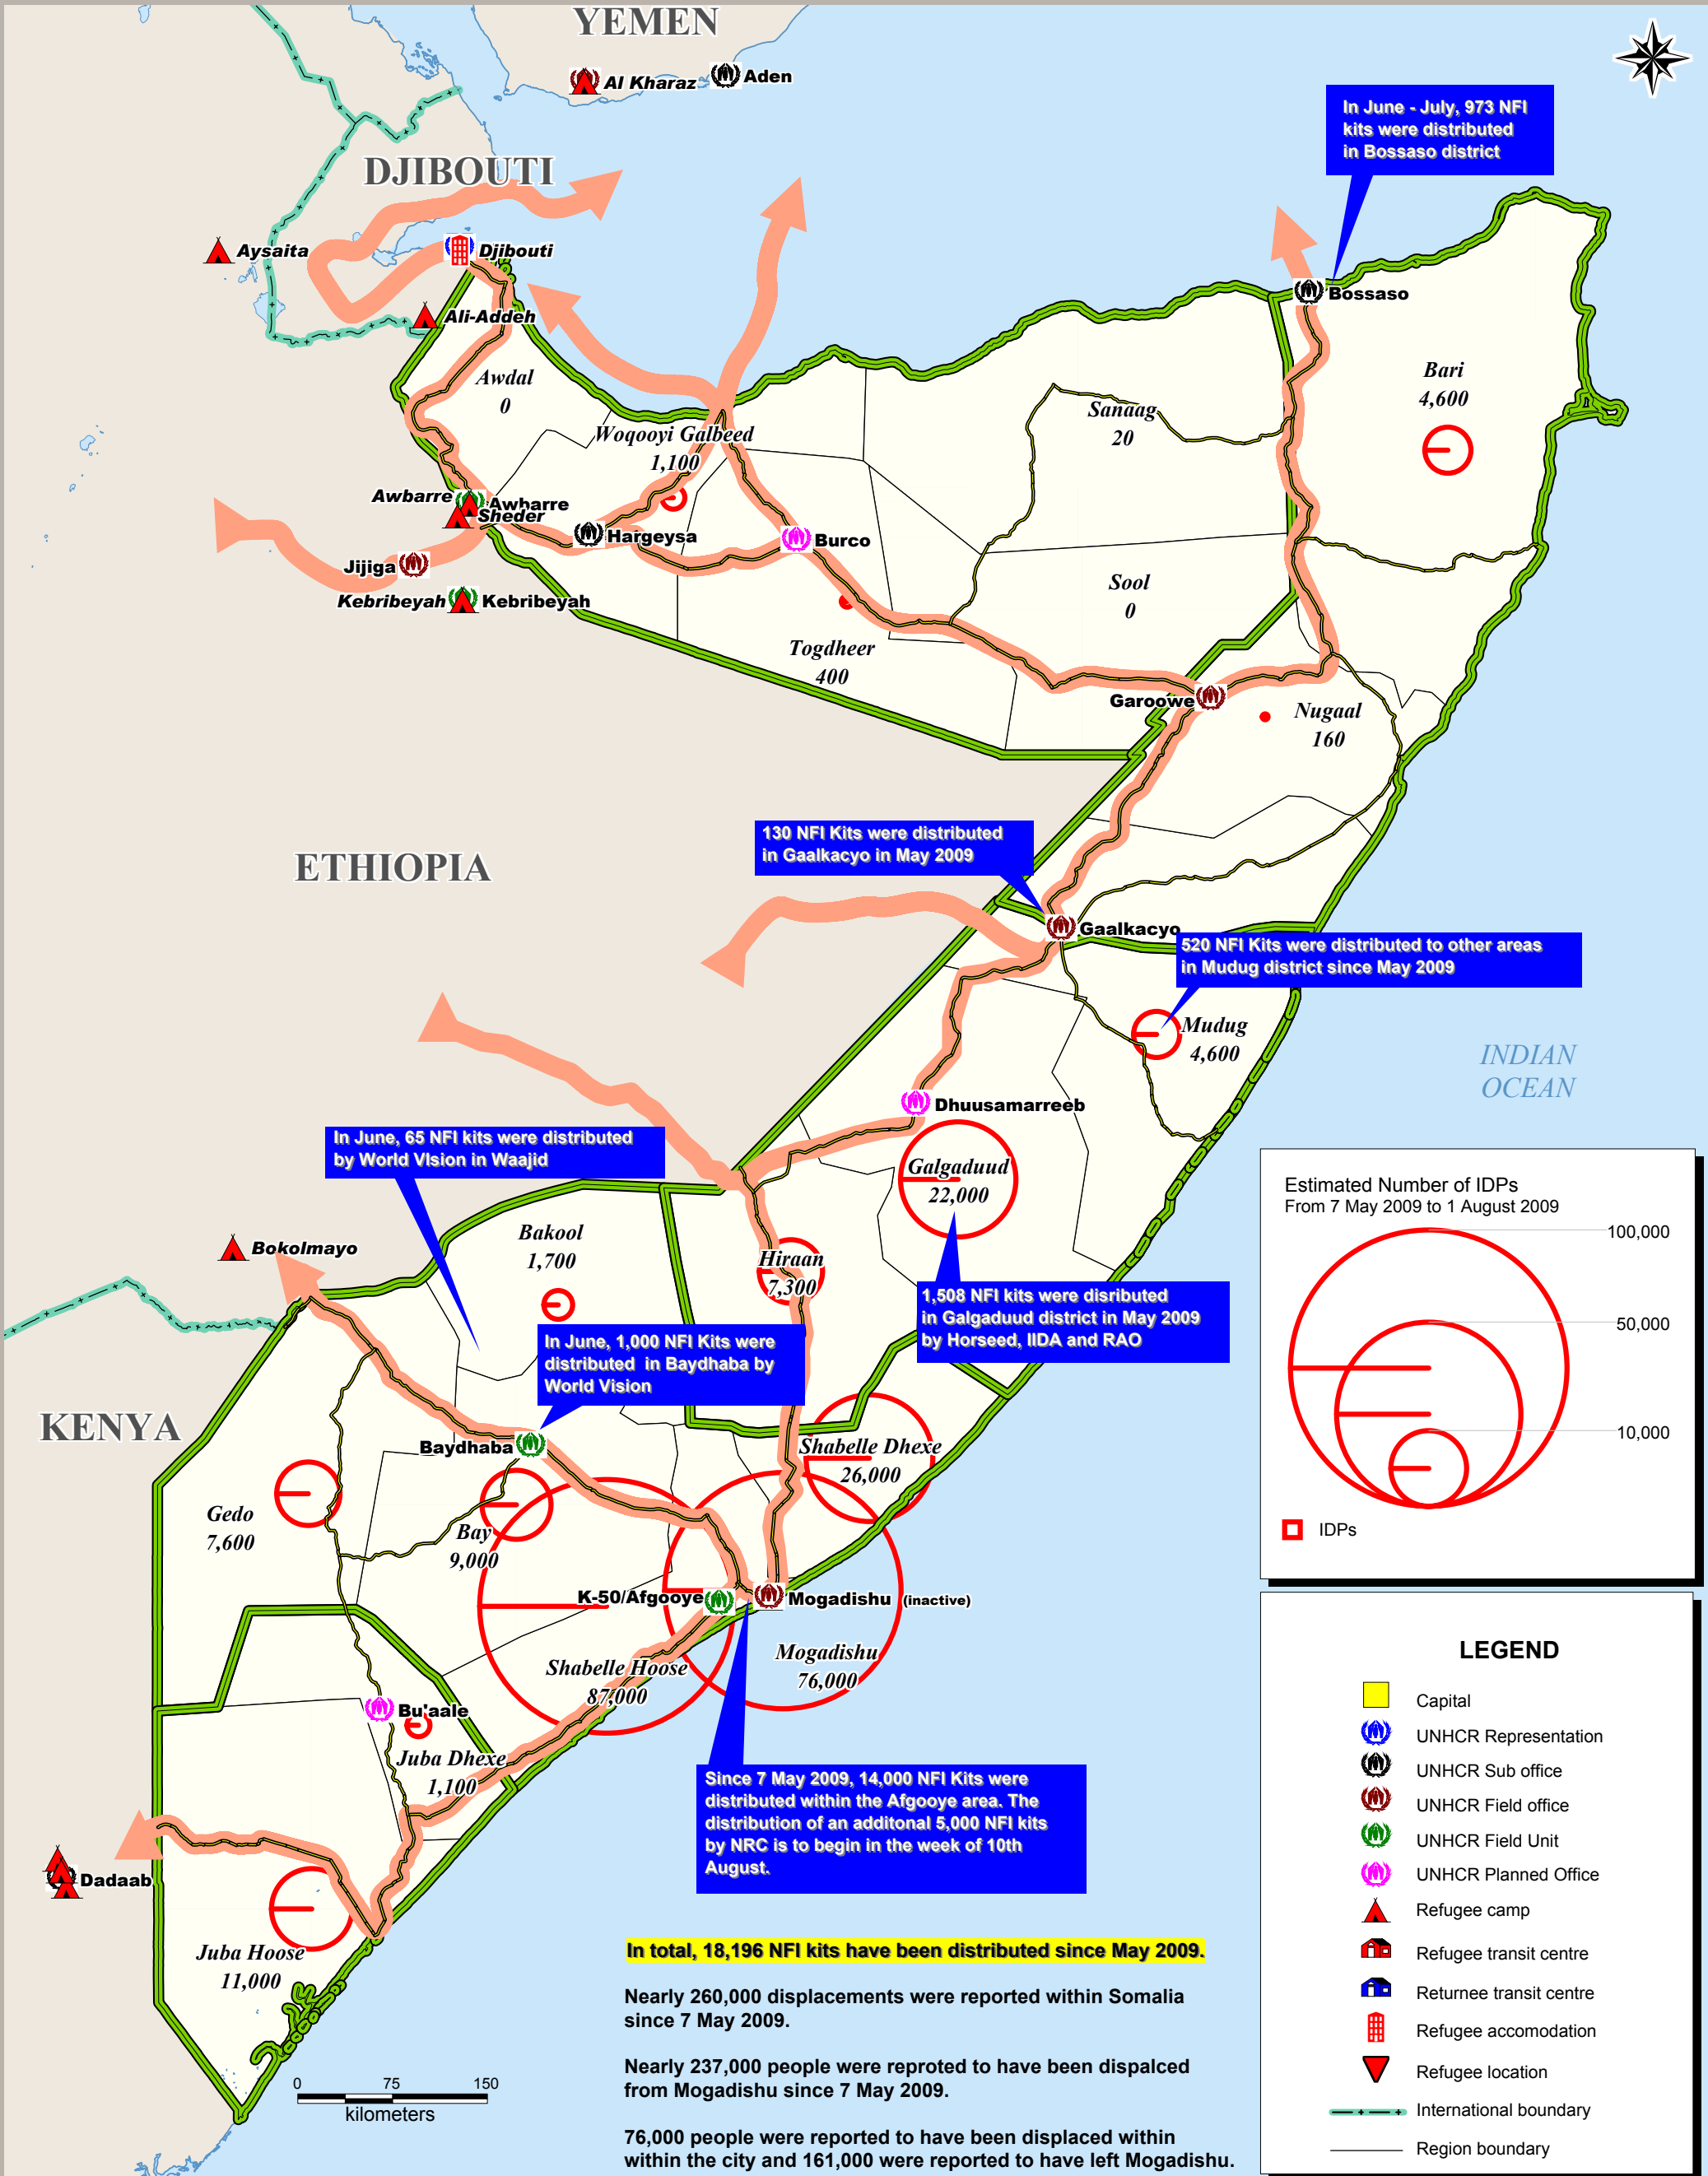 YEMEN
Al Kharaz
Aden
In June - July, 973 NFI
kits were distributed
in Bossaso district
DJIBOUTI
Aysaita
Djibouti
Ali-Addeh
Bossaso
Awdal
0
Bari
4,600
Sanaag
20
Woqooyi Galbeed
1,100
Awbarre
Awbarre
Sheder
Hargeysa
Burco
Jijiga
Kebribeyah
Kebribeyah
Sool
0
Togdheer
400
Garoowe
Nugaal
160
130 NFI Kits were distributed
in Gaalkacyo in May 2009
ETHIOPIA
Gaalkacyo
520 NFI Kits were distributed to other areas
in Mudug district since May 2009
Mudug
4,600
INDIAN
OCEAN
Dhuusamarreeb
In June, 65 NFI kits were distributed
by World VIsion in Waajid
Galgaduud
22,000
Bakool
1,700
Bokolmayo
Hiraan
7,300
1,508 NFI kits were disributed
in Galgaduud district in May 2009
by Horseed, IIDA and RAO
In June, 1,000 NFI Kits were
distributed in Baydhaba by
World Vision
KENYA
Baydhaba
Shabelle Dhexe
26,000
Gedo
7,600
Bay
9,000
K-50/Afgooye
Mogadishu (inactive)
Mogadishu
76,000
Shabelle Hoose
87,000
Bu'aale
Juba Dhexe
1,100
Since 7 May 2009, 14,000 NFI Kits were
distributed within the Afgooye area. The
distribution of an additonal 5,000 NFI kits
by NRC is to begin in the week of 10th
August.
Dadaab
Juba Hoose
11,000
0 75 150
kilometers
In total, 18,196 NFI kits have been distributed since May 2009.
Nearly 260,000 displacements were reported within Somalia
since 7 May 2009.
Nearly 237,000 people were reproted to have been dispalced
from Mogadishu since 7 May 2009.
76,000 people were reported to have been displaced within
within the city and 161,000 were reported to have left Mogadishu.
Estimated Number of IDPs
From 7 May 2009 to 1 August 2009
100,000
50,000
10,000
IDPs
LEGEND
Capital
UNHCR Representation
UNHCR Sub office
UNHCR Field office
UNHCR Field Unit
UNHCR Planned Office
Refugee camp
Refugee transit centre
Returnee transit centre
Refugee accomodation
Refugee location
International boundary
Region boundary